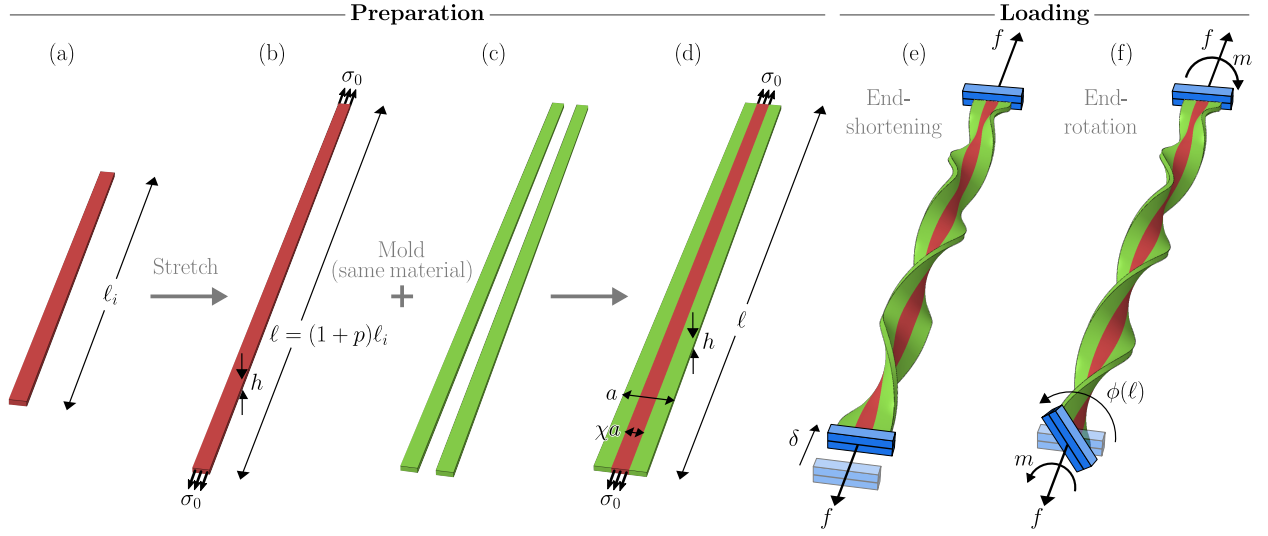 Preparation
Loading
(a)
(b)
(c)
(d)
(e)
(f)
σ₀
σ₀
f
f
m
End-
shortening
End-
rotation
Stretch
Mold
(same material)
+
ℓᵢ
ℓ = (1 + p)ℓᵢ
h
ℓ
h
a
χa
δ
ϕ(ℓ)
m
σ₀
σ₀
f
f